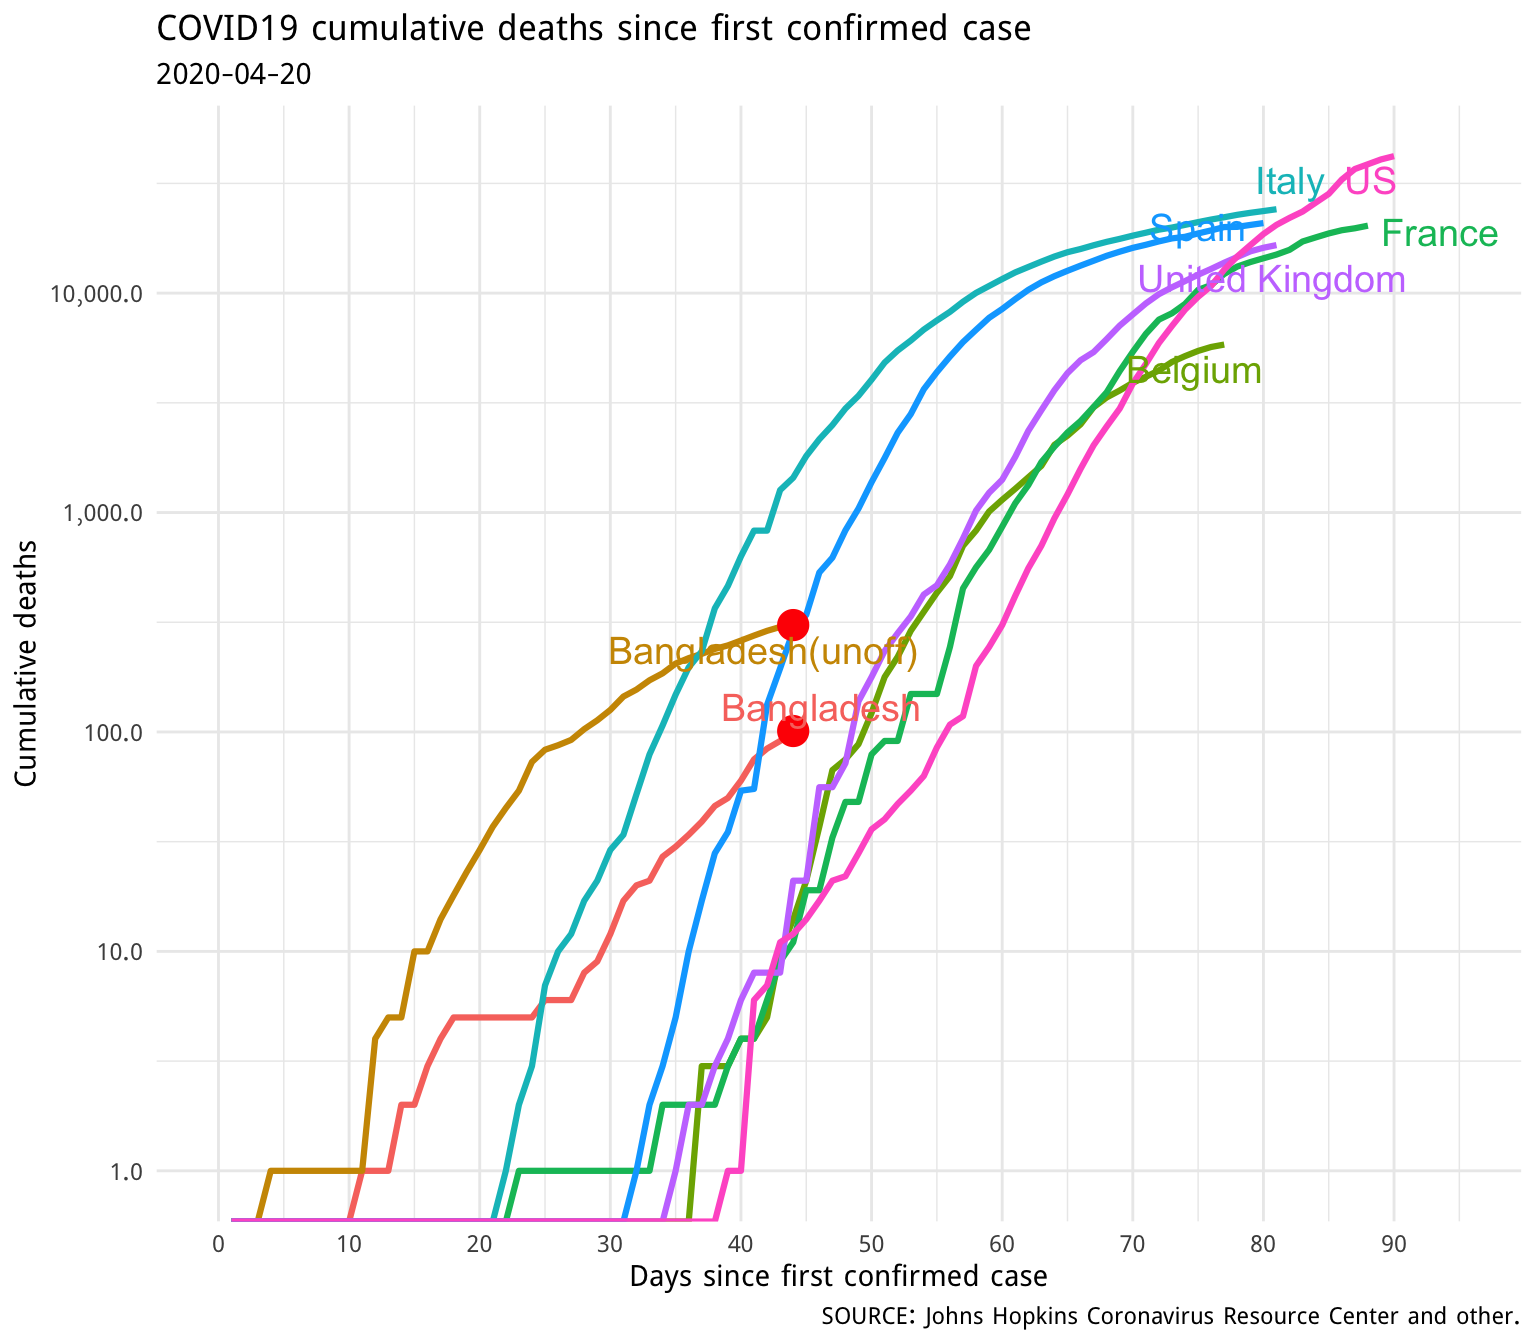 COVID19 cumulative deaths since first confirmed case
2020-04-20
Italy US
Spain
France
United Kingdom
10,000.0
Belgium
1,000.0
Cumulative deaths
Bangladesh(unoff)
Bangladesh
100.0
10.0
1.0
0 10 20 30 40 50 60 70 80 90
Days since first confirmed case
SOURCE: Johns Hopkins Coronavirus Resource Center and other.